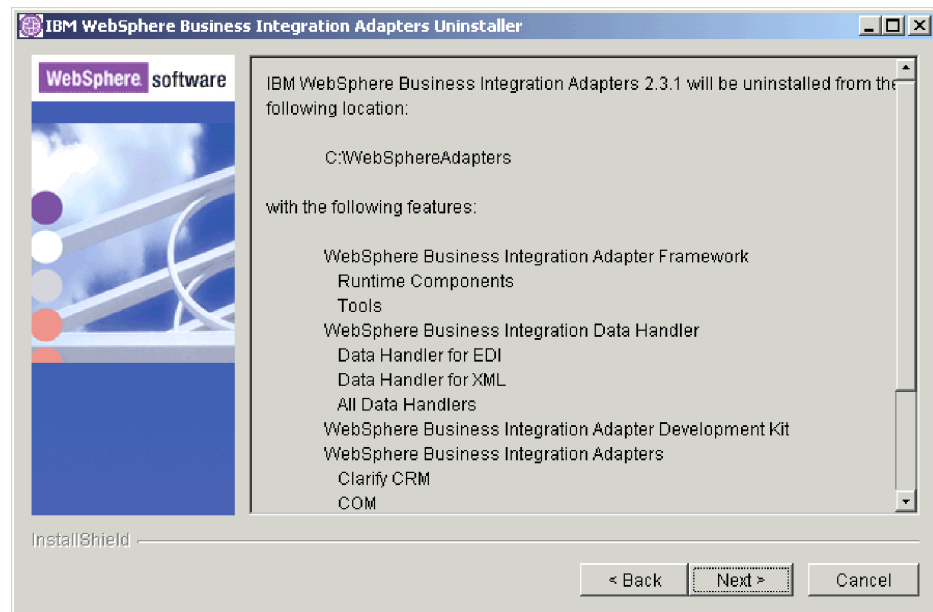 IBM WebSphere Business Integration Adapters Uninstaller
WebSphere software
IBM WebSphere Business Integration Adapters 2.3.1 will be uninstalled from the
following location:
C:\WebSphereAdapters
with the following features:
WebSphere Business Integration Adapter Framework
Runtime Components
Tools
WebSphere Business Integration Data Handler
Data Handler for EDI
Data Handler for XML
All Data Handlers
WebSphere Business Integration Adapter Development Kit
WebSphere Business Integration Adapters
Clarify CRM
COM
InstallShield
< Back
Next >
Cancel